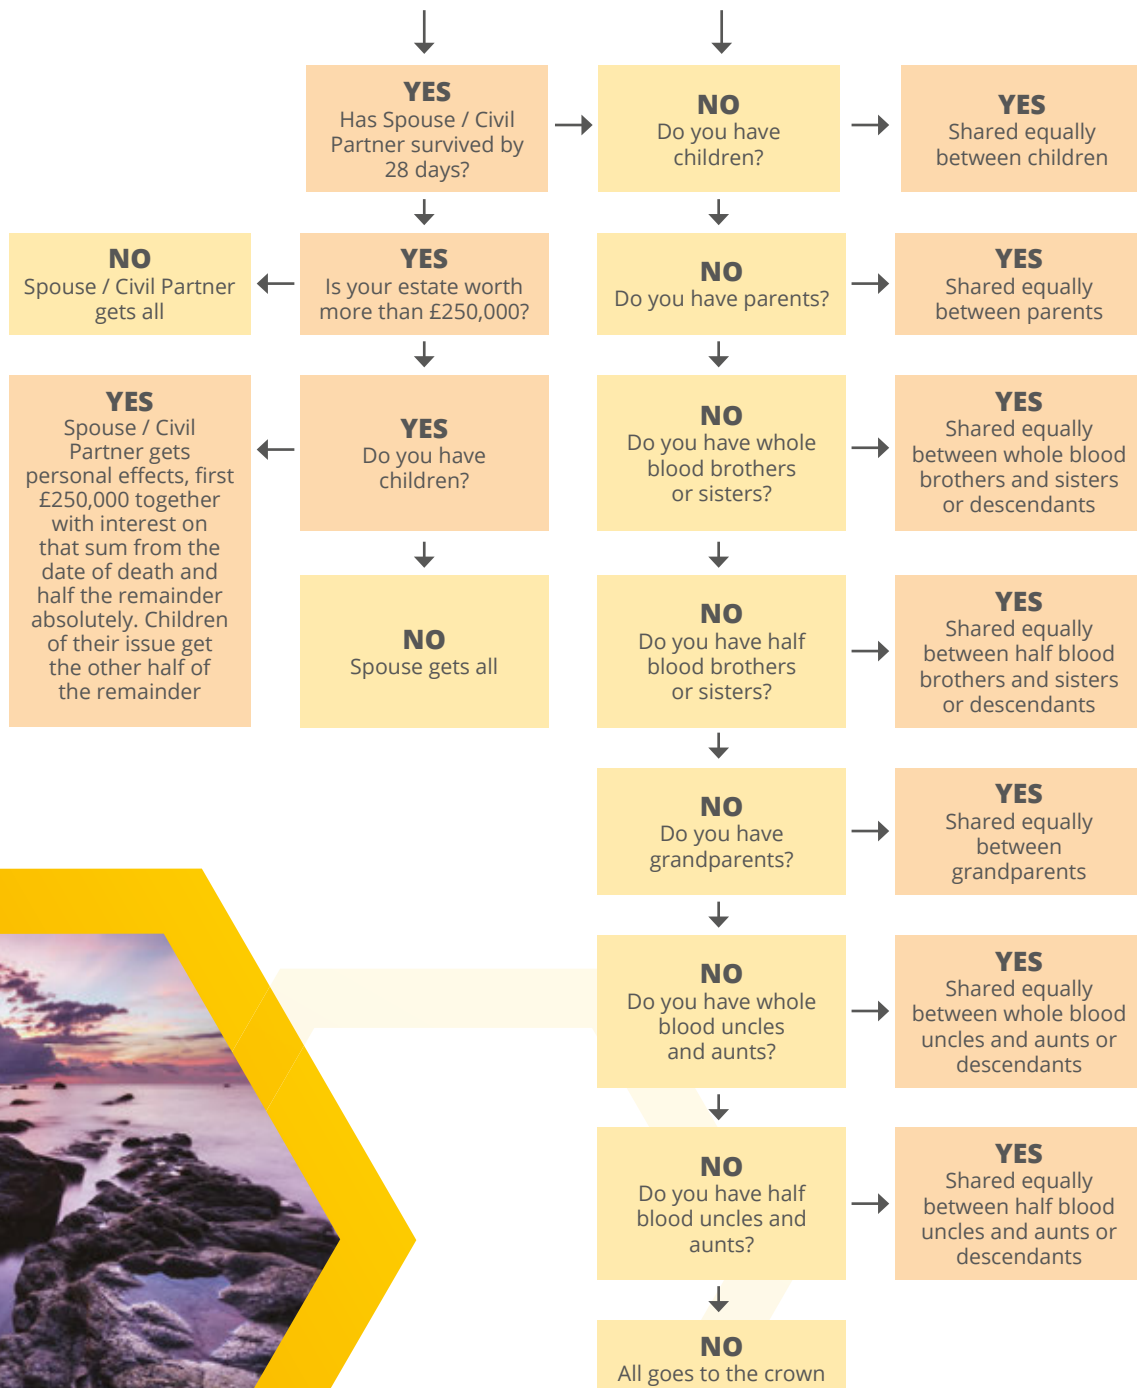 YES
Has Spouse / Civil
Partner survived by
28 days?
NO
Do you have
children?
YES
Shared equally
between children
NO
Spouse / Civil Partner
gets all
YES
Is your estate worth
more than £250,000?
NO
Do you have parents?
YES
Shared equally
between parents
YES
Spouse / Civil
Partner gets
personal effects, first
£250,000 together
with interest on
that sum from the
date of death and
half the remainder
absolutely. Children
of their issue get
the other half of
the remainder
YES
Do you have
children?
NO
Do you have whole
blood brothers
or sisters?
YES
Shared equally
between whole blood
brothers and sisters
or descendants
NO
Spouse gets all
NO
Do you have half
blood brothers
or sisters?
YES
Shared equally
between half blood
brothers and sisters
or descendants
NO
Do you have
grandparents?
YES
Shared equally
between
grandparents
NO
Do you have whole
blood uncles
and aunts?
YES
Shared equally
between whole blood
uncles and aunts or
descendants
NO
Do you have half
blood uncles and
aunts?
YES
Shared equally
between half blood
uncles and aunts or
descendants
NO
All goes to the crown